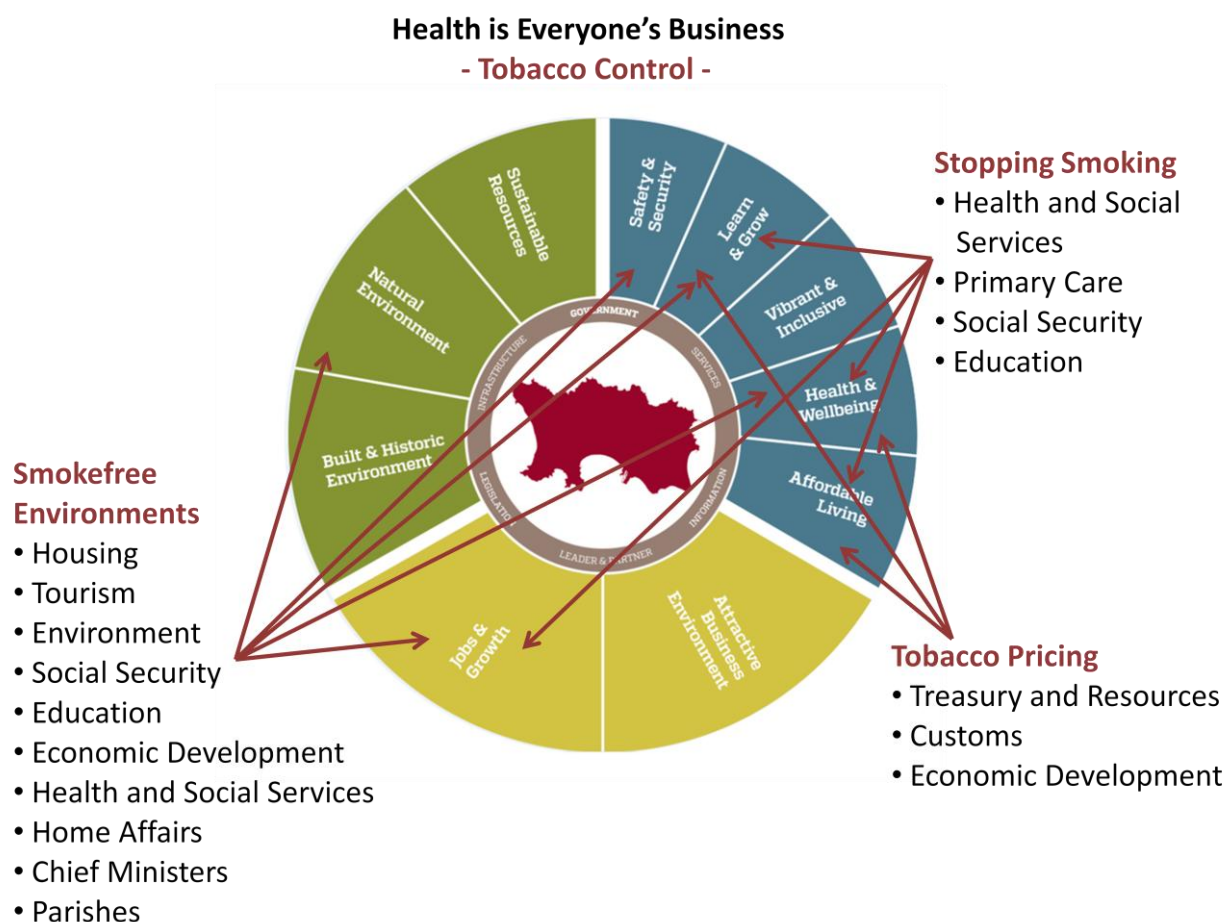 Health is Everyone's Business
- Tobacco Control -
Sustainable
Resources
Natural
Environment
Built & Historic
Environment
Safety &
Security
Learn
& Grow
Vibrant &
Inclusive
Health &
Wellbeing
Affordable
Living
Attractive
Business
Environment
Jobs &
Growth
GOVERNMENT
SERVICES
INFORMATION
LEADER & PARTNER
LEGISLATION
INFRASTRUCTURE
Stopping Smoking
• Health and Social
Services
• Primary Care
• Social Security
• Education
Smokefree
Environments
• Housing
• Tourism
• Environment
• Social Security
• Education
• Economic Development
• Health and Social Services
• Home Affairs
• Chief Ministers
• Parishes
Tobacco Pricing
• Treasury and Resources
• Customs
• Economic Development